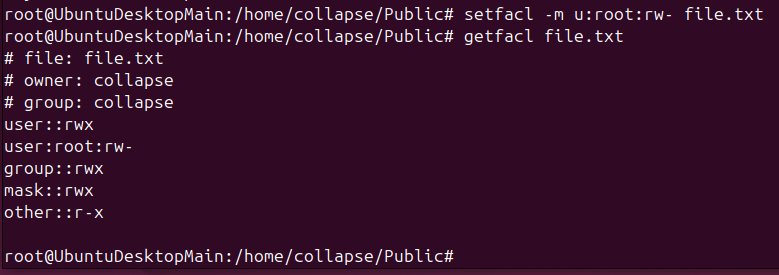 root@UbuntuDesktopMain:/home/collapse/Public# setfacl -m u:root:rw- file.txt
root@UbuntuDesktopMain:/home/collapse/Public# getfacl file.txt
# file: file.txt
# owner: collapse
# group: collapse
user::rwx
user:root:rw-
group::rwx
mask::rwx
other::r-x
root@UbuntuDesktopMain:/home/collapse/Public#